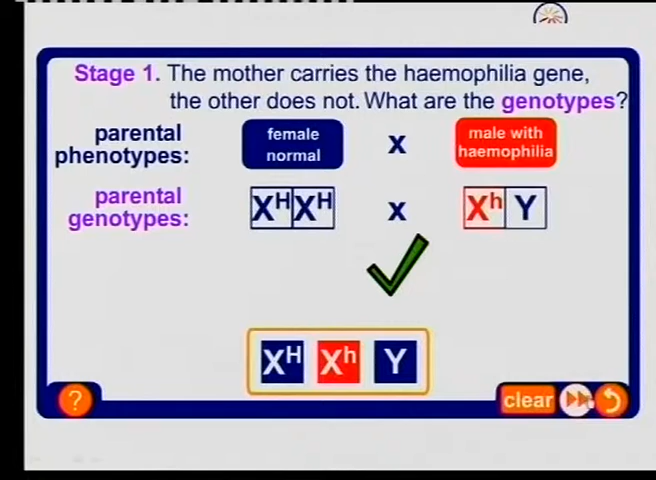 Stage 1. The mother carries the haemophilia gene,
the other does not. What are the genotypes?
parental
phenotypes:
female
normal
x
male with
haemophilia
parental
genotypes:
XᴴXᴴ
x
Xʰ Y
Xᴴ Xʰ Y
?
clear